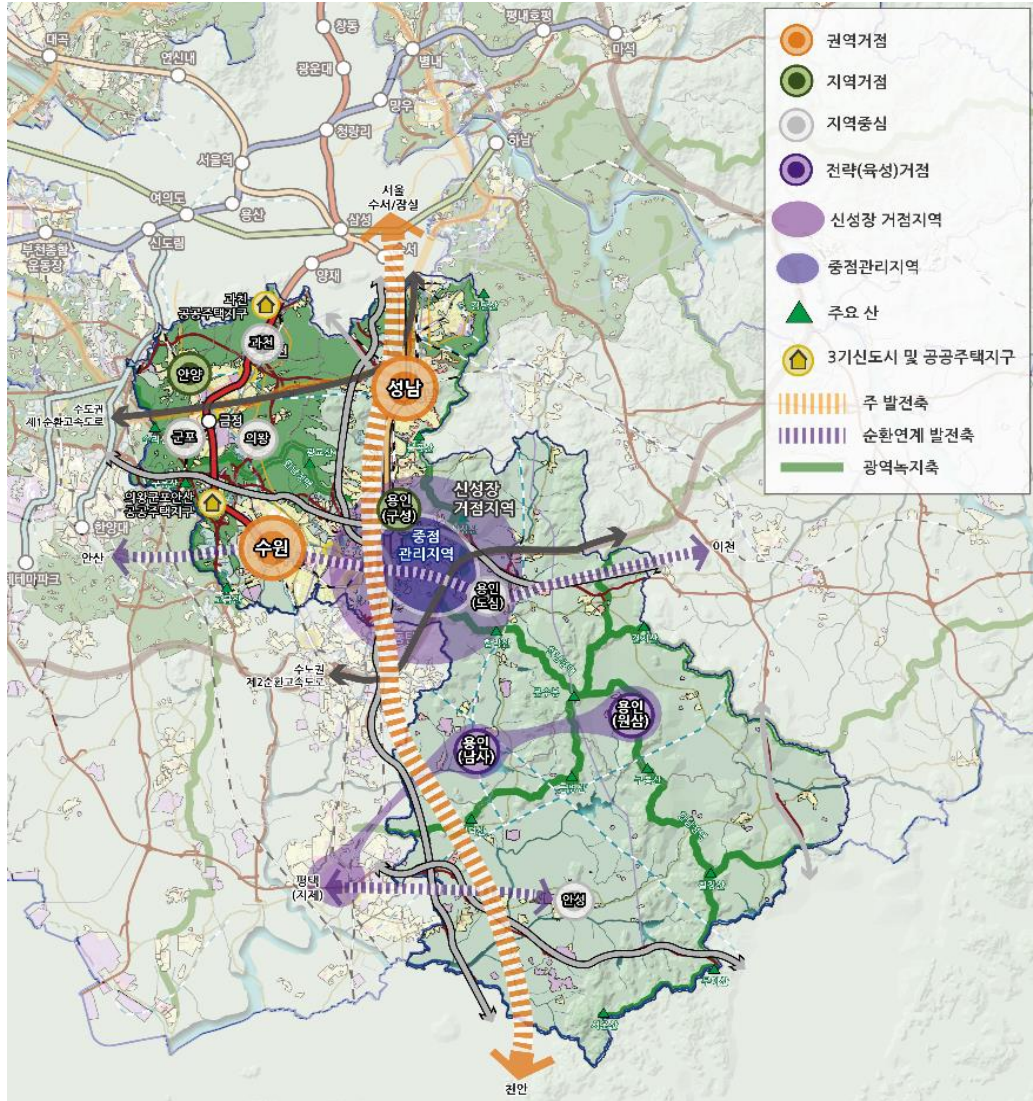 권역거점
지역거점
지역중심
전략(육성)거점
신성장 거점지역
중점관리지역
주요 산
3기신도시 및 공공주택지구
주 발전축
순환연계 발전축
광역녹지축
대곡
연신내
창동
광운대
별내
평내호평
마석
망우
청량리
서울역
하남
여의도
용산
신도림
삼성
부천종합
운동장
양재
서울
수서/잠실
과천
공공주택지구
과천
안양
성남
수도권
제1순환고속도로
금정
군포
의왕
의왕군포안산
공공주택지구
한양대
안산
수원
용인
(구성)
신성장
거점지역
중점
관리지역
용인
(도심)
이천
제2순환고속도로
용인
(원삼)
용인
(남사)
평택
(지제)
안성
천안